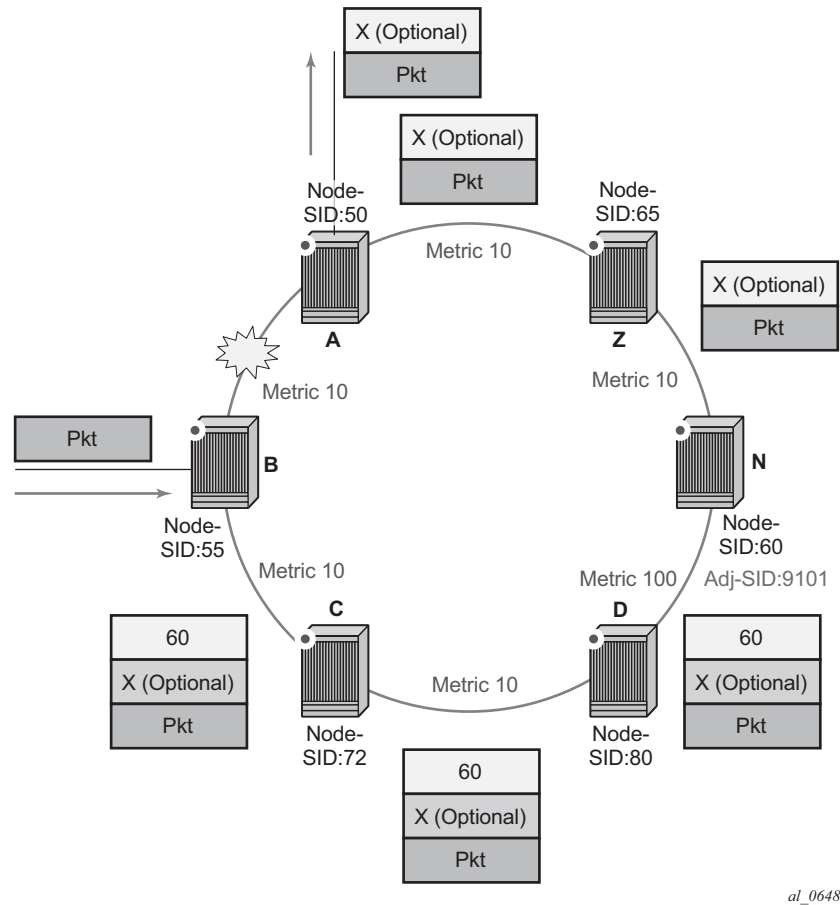 X (Optional)
Pkt
X (Optional)
Pkt
Node-
SID:50
Node-
SID:65
Metric 10
A
Z
X (Optional)
Pkt
Metric 10
Metric 10
Pkt
B
N
Node-
SID:55
Node-
SID:60
Metric 10
Metric 100
Adj-SID:9101
C
D
60
X (Optional)
Pkt
Metric 10
60
X (Optional)
Pkt
Node-
SID:72
Node-
SID:80
60
X (Optional)
Pkt
al_0648